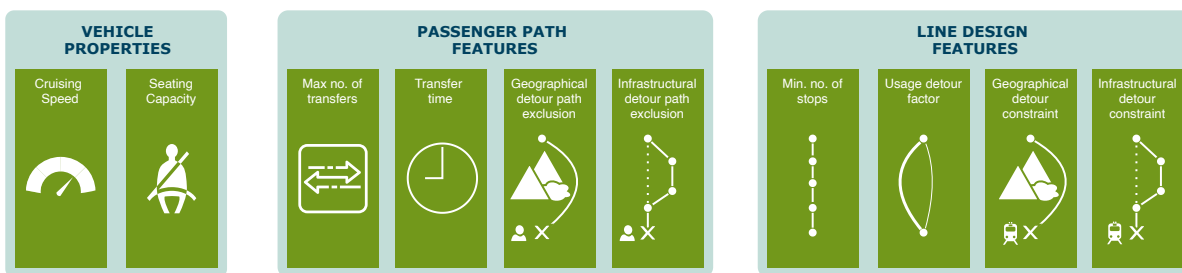 VEHICLE
PROPERTIES
Cruising
Speed
Seating
Capacity
PASSENGER PATH
FEATURES
Max no. of
transfers
Transfer
time
Geographical
detour path
exclusion
Infrastructural
detour path
exclusion
LINE DESIGN
FEATURES
Min. no. of
stops
Usage detour
factor
Geographical
detour
constraint
Infrastructural
detour
constraint